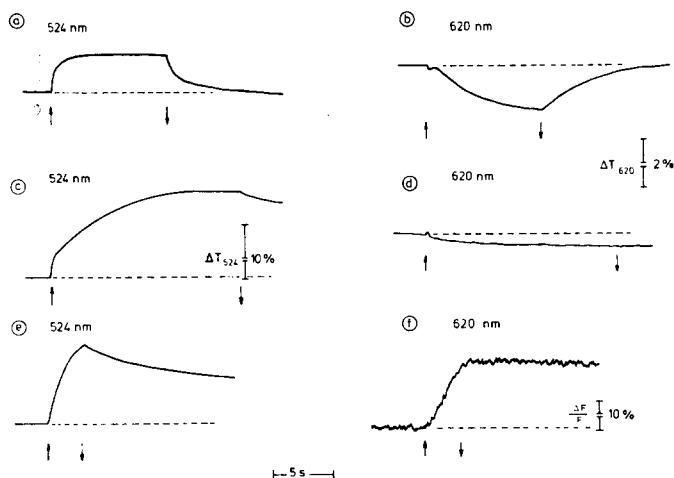 ⓐ 524 nm
ⓑ 620 nm
ΔT620 2 %
ⓒ 524 nm
ⓓ 620 nm
ΔT524 10 %
ⓔ 524 nm
ⓕ 620 nm
ΔF/F 10 %
5 s